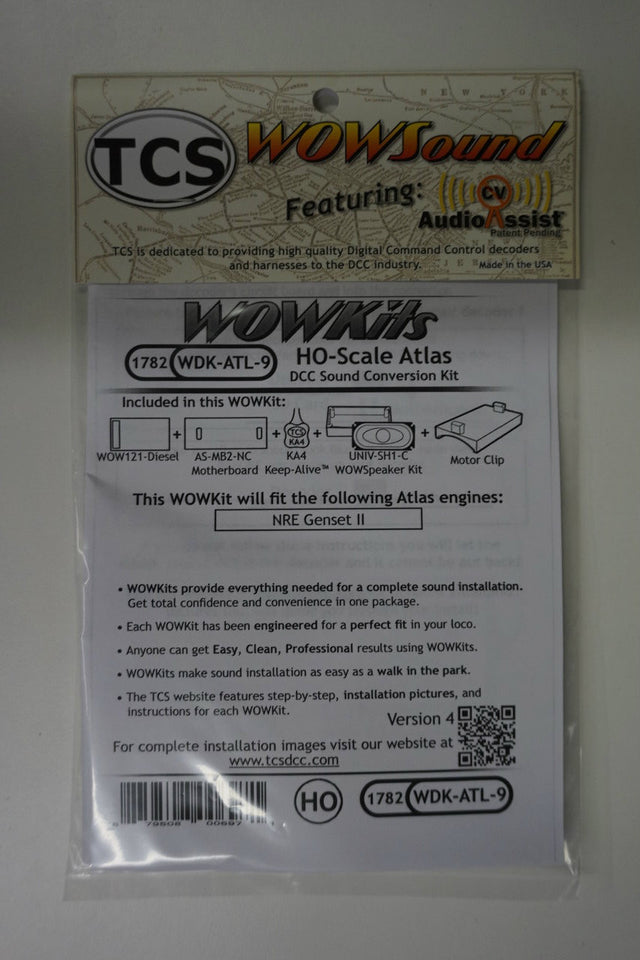 NEW YORK
TCS WOWSound
Featuring: CV
AudioAssist
Patent Pending
TCS is dedicated to providing high quality Digital Command Control decoders
and harnesses to the DCC industry. Made in the USA
WOWKits
1782 WDK-ATL-9 HO-Scale Atlas
DCC Sound Conversion Kit
Included in this WOWKit:
TCS
KA4
WOW121-Diesel AS-MB2-NC KA4 UNIV-SH1-C Motor Clip
Motherboard Keep-Alive™ WOWSpeaker Kit
This WOWKit will fit the following Atlas engines:
NRE Genset II
• WOWKits provide everything needed for a complete sound installation.
Get total confidence and convenience in one package.
• Each WOWKit has been engineered for a perfect fit in your loco.
• Anyone can get Easy, Clean, Professional results using WOWKits.
• WOWKits make sound installation as easy as a walk in the park.
• The TCS website features step-by-step, installation pictures, and
instructions for each WOWKit.
Version 4
For complete installation images visit our website at
www.tcsdcc.com
HO 1782 WDK-ATL-9